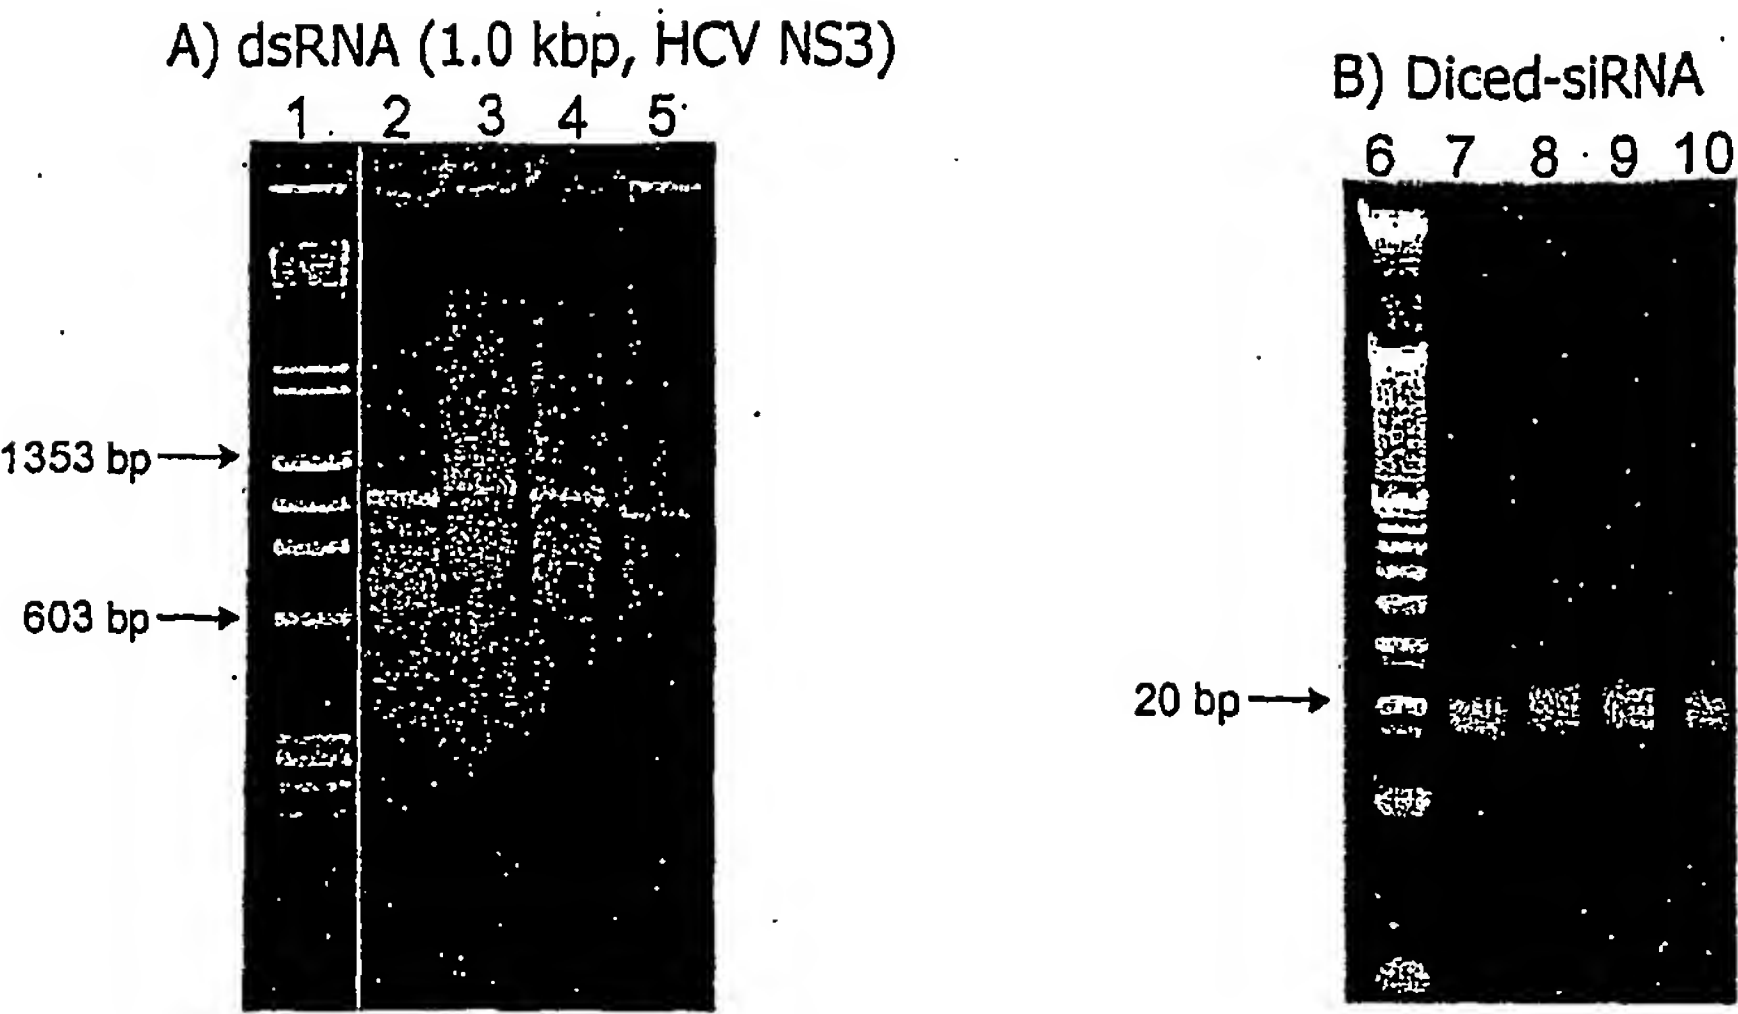 A) dsRNA (1.0 kbp, HCV NS3)
1 2 3 4 5
1353 bp
603 bp
B) Diced-siRNA
6 7 8 9 10
20 bp